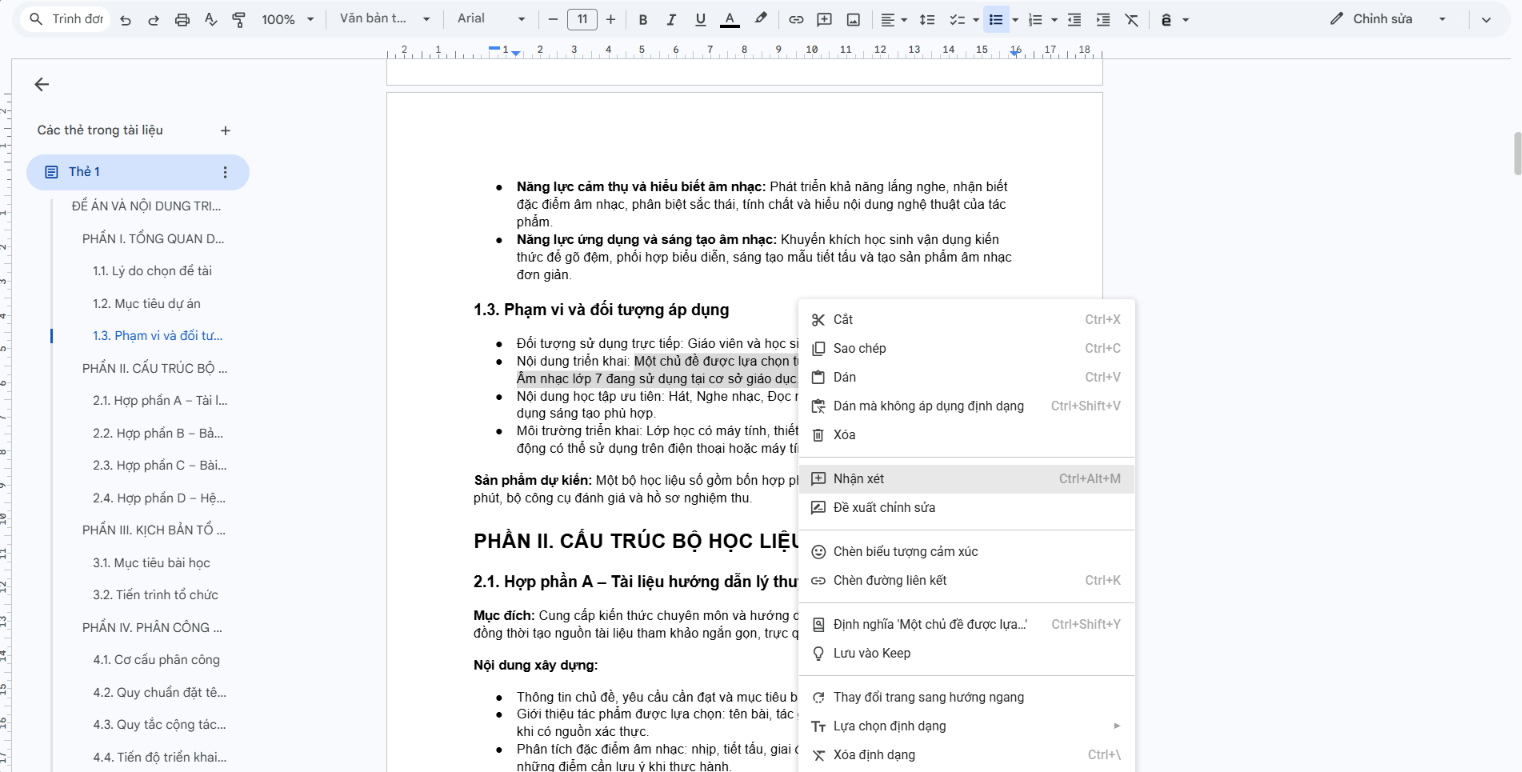 Trình đơn
100%
Văn bản t...
Arial
11
Chỉnh sửa
2 1 1 2 3 4 5 6 7 8 9 10 11 12 13 14 15 16 17 18
Các thẻ trong tài liệu
Thẻ 1
ĐỀ ÁN VÀ NỘI DUNG TRI...
PHẦN I. TỔNG QUAN D...
1.1. Lý do chọn đề tài
1.2. Mục tiêu dự án
1.3. Phạm vi và đối tư...
PHẦN II. CẤU TRÚC BỘ ...
2.1. Hợp phần A – Tài l...
2.2. Hợp phần B – Bả...
2.3. Hợp phần C – Bài...
2.4. Hợp phần D – Hệ...
PHẦN III. KỊCH BẢN TỔ ...
3.1. Mục tiêu bài học
3.2. Tiến trình tổ chức
PHẦN IV. PHÂN CÔNG ...
4.1. Cơ cấu phân công
4.2. Quy chuẩn đặt tê...
4.3. Quy tắc cộng tác...
4.4. Tiến độ triển khai...
● Năng lực cảm thụ và hiểu biết âm nhạc: Phát triển khả năng lắng nghe, nhận biết
đặc điểm âm nhạc, phân biệt sắc thái, tính chất và hiểu nội dung nghệ thuật của tác
phẩm.
● Năng lực ứng dụng và sáng tạo âm nhạc: Khuyến khích học sinh vận dụng kiến
thức để gõ đệm, phối hợp biểu diễn, sáng tạo mẫu tiết tấu và tạo sản phẩm âm nhạc
đơn giản.
1.3. Phạm vi và đối tượng áp dụng
● Đối tượng sử dụng trực tiếp: Giáo viên và học si
● Nội dung triển khai: Một chủ đề được lựa chọn
Âm nhạc lớp 7 đang sử dụng tại cơ sở giáo dục.
● Nội dung học tập ưu tiên: Hát, Nghe nhạc, Đọc
dụng sáng tạo phù hợp.
● Môi trường triển khai: Lớp học có máy tính, thiết
động có thể sử dụng trên điện thoại hoặc máy
Sản phẩm dự kiến: Một bộ học liệu số gồm bốn hợp
phút, bộ công cụ đánh giá và hồ sơ nghiệm thu.
PHẦN II. CẤU TRÚC BỘ HỌC LIỆU
2.1. Hợp phần A – Tài liệu hướng dẫn lý
Mục đích: Cung cấp kiến thức chuyên môn và hướng
đồng thời tạo nguồn tài liệu tham khảo ngắn gọn, trực
Nội dung xây dựng:
● Thông tin chủ đề, yêu cầu cần đạt và mục tiêu
● Giới thiệu tác phẩm được lựa chọn: tên bài, tác
khi có nguồn xác thực.
● Phân tích đặc điểm âm nhạc: nhịp, tiết tấu, giai
những điểm cần lưu ý khi thực hành.
Cắt Ctrl+X
Sao chép Ctrl+C
Dán Ctrl+V
Dán mà không áp dụng định dạng Ctrl+Shift+V
Xóa
Nhận xét Ctrl+Alt+M
Đề xuất chỉnh sửa
Chèn biểu tượng cảm xúc
Chèn đường liên kết Ctrl+K
Định nghĩa 'Một chủ đề được lựa...' Ctrl+Shift+Y
Lưu vào Keep
Thay đổi trang sang hướng ngang
Lựa chọn định dạng
Xóa định dạng Ctrl+\